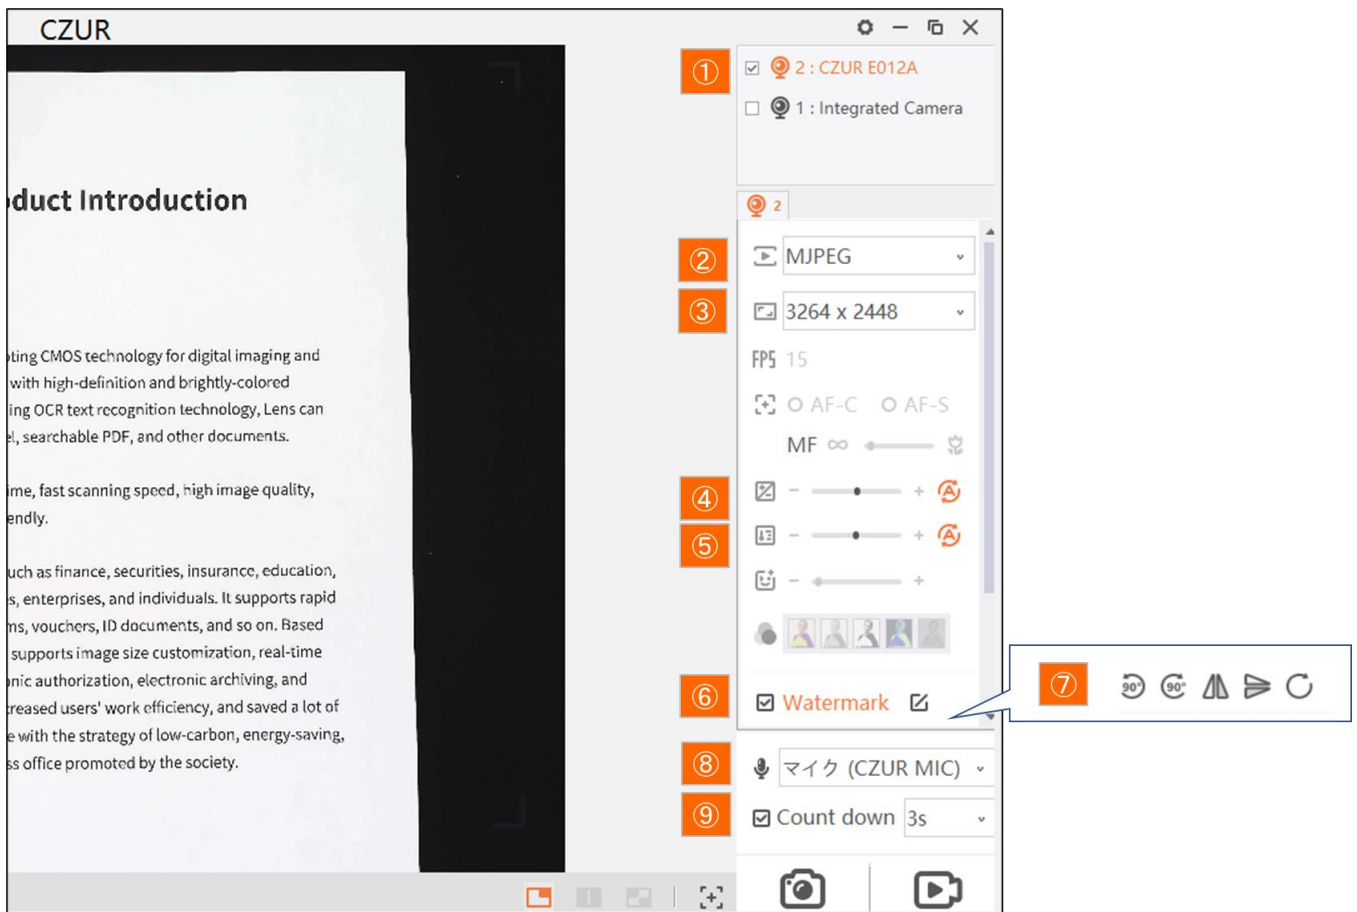 CZUR
① 2 : CZUR E012A
1 : Integrated Camera
2
② MJPEG
③ 3264 x 2448
FPS 15
AF-C AF-S
MF ∞
④ - + A
⑤ - + A
- +
⑥ Watermark
⑦ 90° 90°
⑧ マイク (CZUR MIC)
⑨ Count down 3s
duct Introduction
ting CMOS technology for digital imaging and
with high-definition and brightly-colored
ing OCR text recognition technology, Lens can
el, searchable PDF, and other documents.
ime, fast scanning speed, high image quality,
endly.
uch as finance, securities, insurance, education,
s, enterprises, and individuals. It supports rapid
ms, vouchers, ID documents, and so on. Based
supports image size customization, real-time
onic authorization, electronic archiving, and
creased users' work efficiency, and saved a lot of
e with the strategy of low-carbon, energy-saving,
ss office promoted by the society.